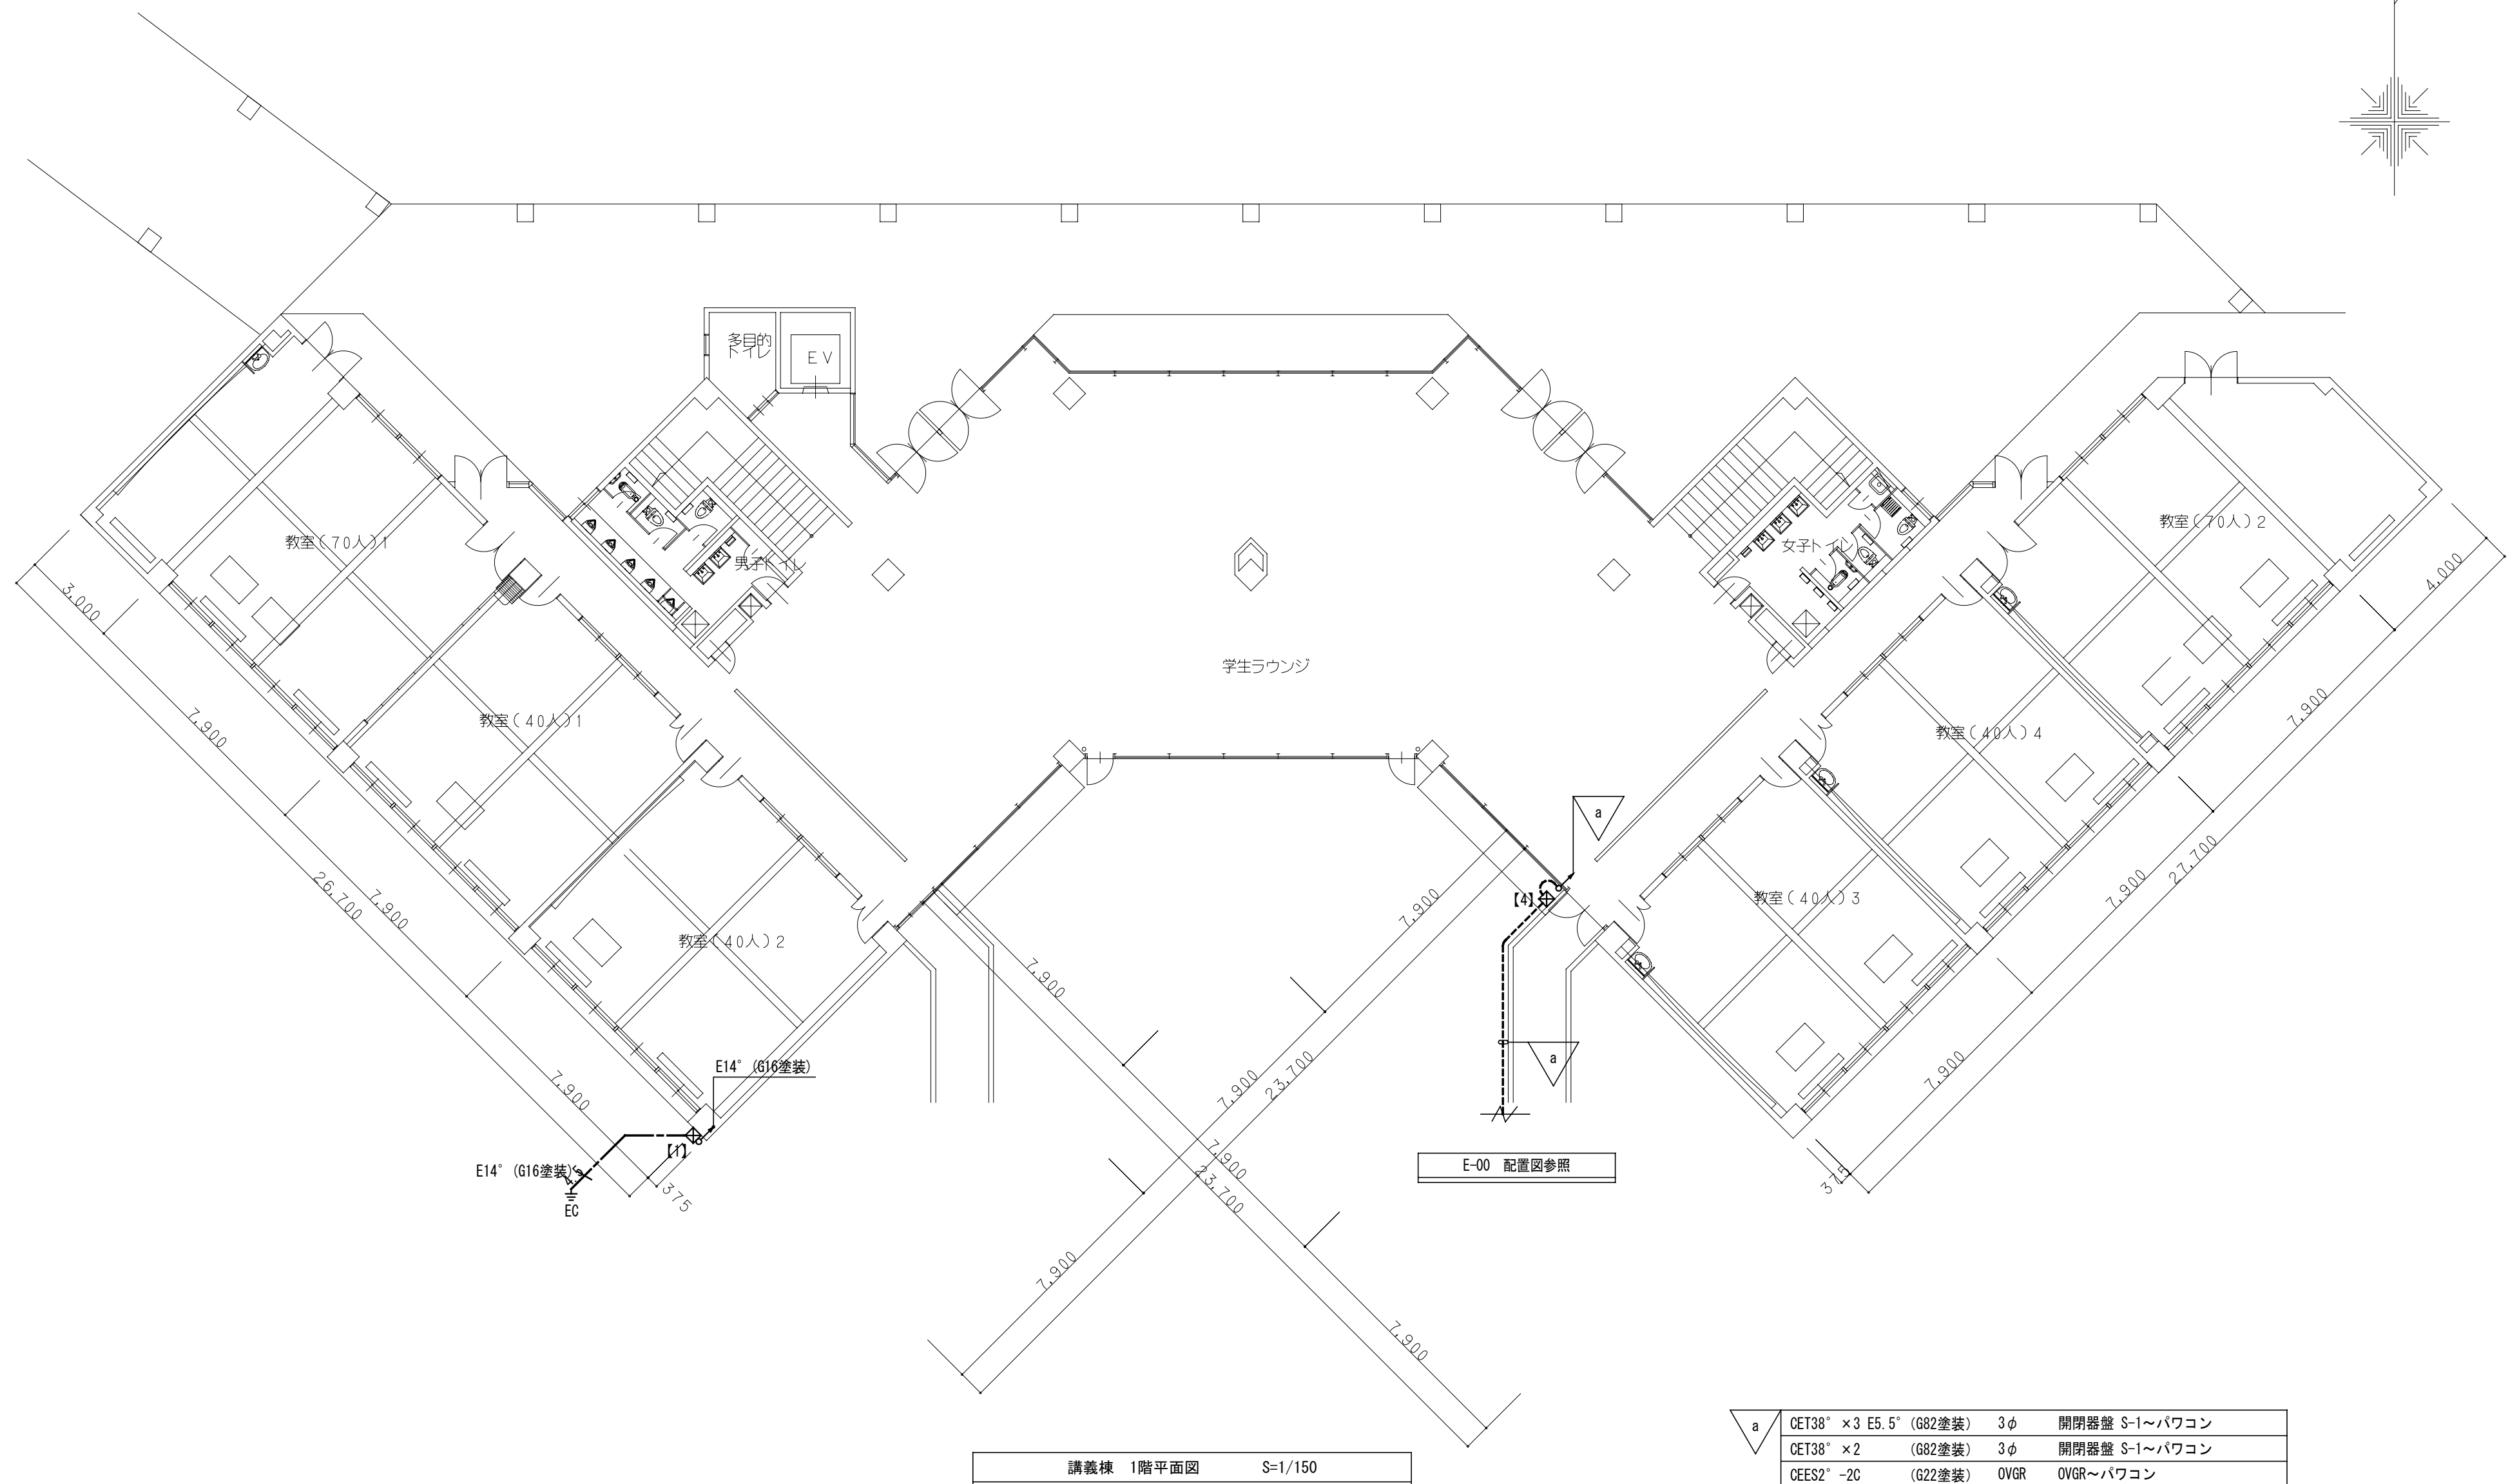 多目的
トイレ
EV
教室(70人)1
男子トイレ
女子トイレ
教室(70人)2
3,000
4,000
学生ラウンジ
7,900
教室(40人)1
教室(40人)4
7,900
a
26,700
7,900
7,900
【4】
教室(40人)3
7,900
27,700
教室(40人)2
7,900
E14°(G16塗装)
7,900
7,900
23,700
a
7,900
【1】
E14°(G16塗装)
375
EC
7,900
23,700
E-00 配置図参照
375
7,900
7,900
a
CET38°×3 E5.5°(G82塗装) 3φ 開閉器盤 S-1~パワコン
CET38°×2 (G82塗装) 3φ 開閉器盤 S-1~パワコン
CEES2°-2C (G22塗装) OVGR OVGR~パワコン
講義棟 1階平面図 S=1/150